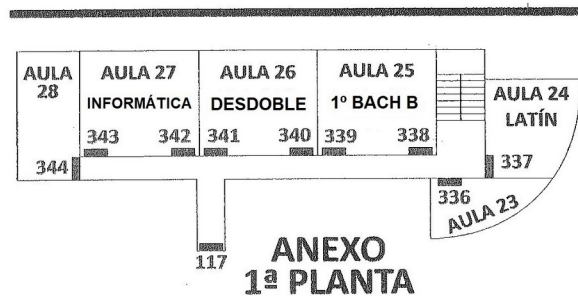 AULA
28
AULA 27
INFORMÁTICA
AULA 26
DESDOBLE
AULA 25
1º BACH B
AULA 24
LATÍN
343
342
341
340
339
338
344
337
336
AULA 23
117
ANEXO
1ª PLANTA